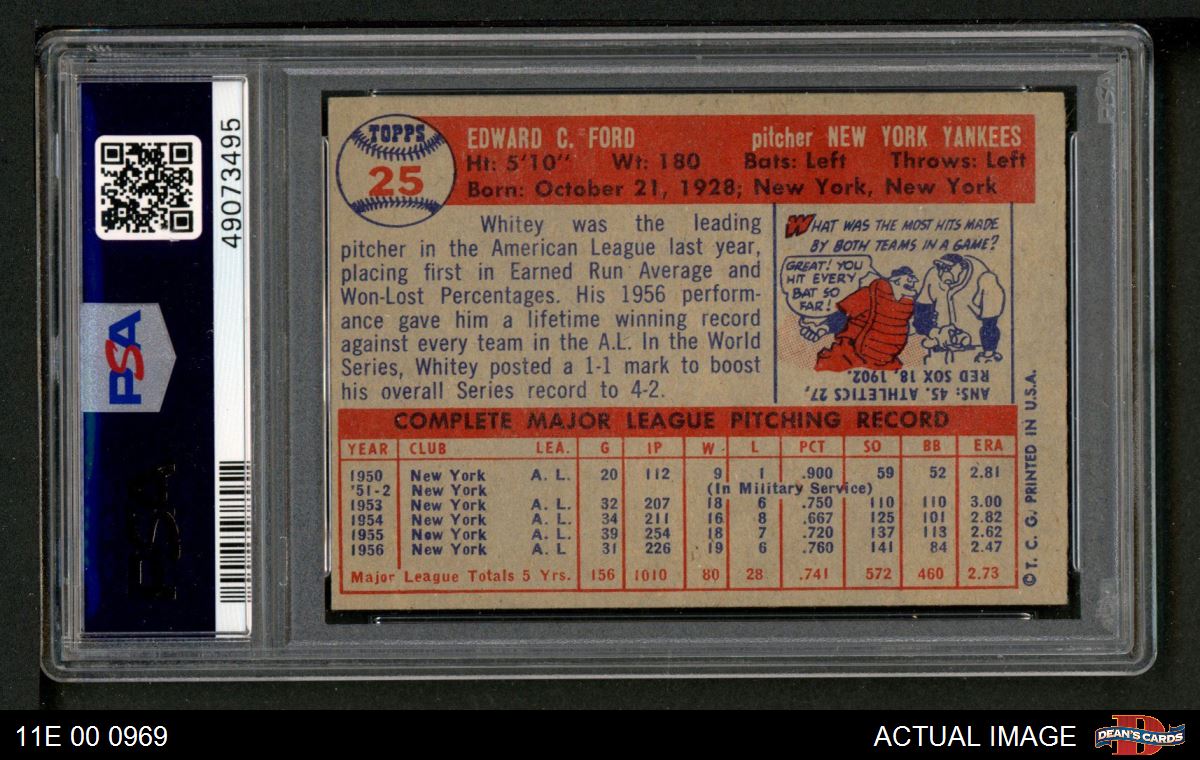 49073495
PSA
PSA
TOPPS
25
EDWARD C. FORD pitcher NEW YORK YANKEES
Ht: 5'10" Wt: 180 Bats: Left Throws: Left
Born: October 21, 1928; New York, New York
Whitey was the leading
pitcher in the American League last year,
placing first in Earned Run Average and
Won-Lost Percentages. His 1956 perform-
ance gave him a lifetime winning record
against every team in the A.L. In the World
Series, Whitey posted a 1-1 mark to boost
his overall Series record to 4-2.
WHAT WAS THE MOST HITS MADE
BY BOTH TEAMS IN A GAME?
GREAT! YOU
HIT EVERY
BAT SO
FAR!
ANS: 45. ATHLETICS 27,
RED SOX 18, 1902.
COMPLETE MAJOR LEAGUE PITCHING RECORD
YEAR CLUB LEA. G IP W L PCT SO BB ERA
1950 New York A. L. 20 112 9 1 .900 59 52 2.81
'51-2 New York (In Military Service)
1953 New York A. L. 32 207 18 6 .750 110 110 3.00
1954 New York A. L. 34 211 16 8 .667 125 101 2.82
1955 New York A. L. 39 254 18 7 .720 137 113 2.62
1956 New York A. L 31 226 19 6 .760 141 84 2.47
Major League Totals 5 Yrs. 156 1010 80 28 .741 572 460 2.73
© T. C. G. PRINTED IN U.S.A.
PSA
11E 00 0969
ACTUAL IMAGE
DEAN'S CARDS